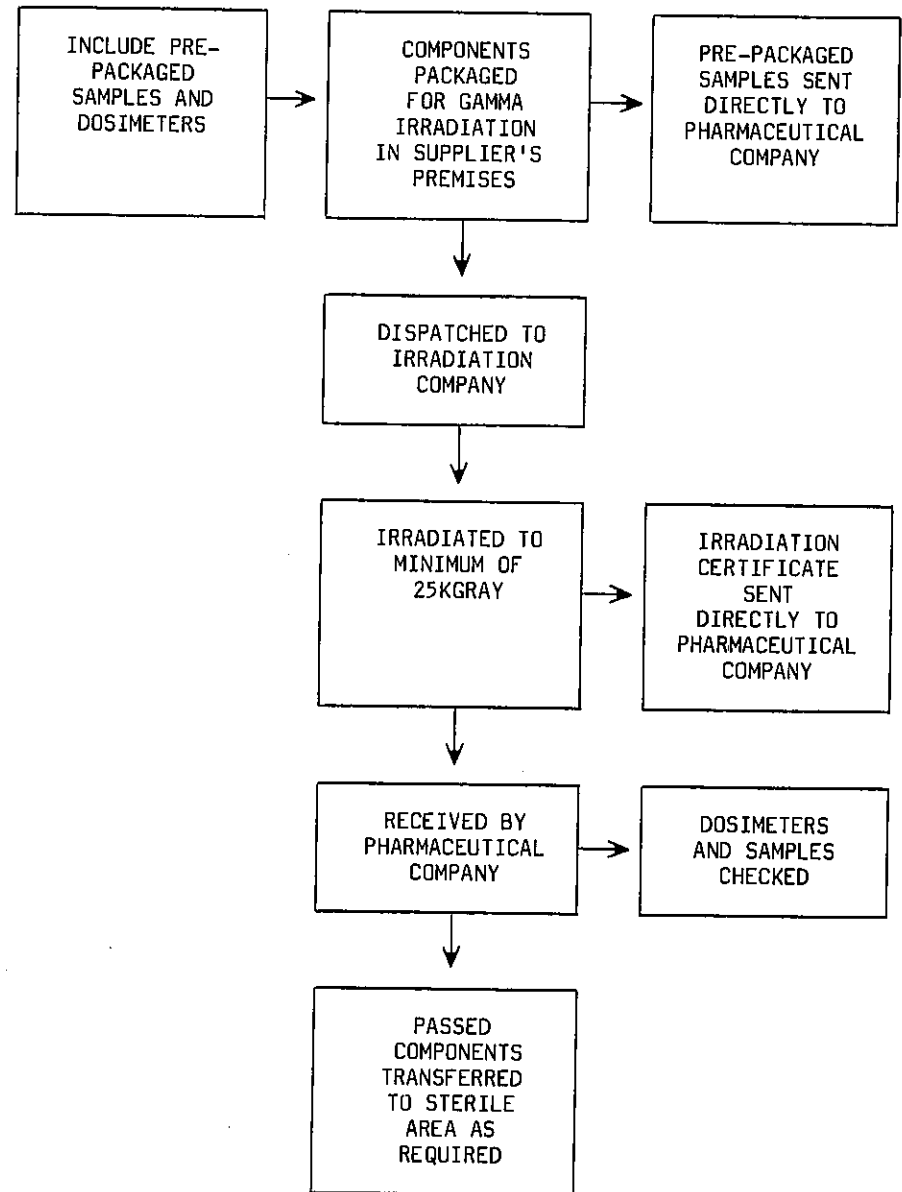 INCLUDE PRE-
PACKAGED
SAMPLES AND
DOSIMETERS
COMPONENTS
PACKAGED
FOR GAMMA
IRRADIATION
IN SUPPLIER'S
PREMISES
PRE-PACKAGED
SAMPLES SENT
DIRECTLY TO
PHARMACEUTICAL
COMPANY
DISPATCHED TO
IRRADIATION
COMPANY
IRRADIATED TO
MINIMUM OF
25KGRAY
IRRADIATION
CERTIFICATE
SENT
DIRECTLY TO
PHARMACEUTICAL
COMPANY
RECEIVED BY
PHARMACEUTICAL
COMPANY
DOSIMETERS
AND SAMPLES
CHECKED
PASSED
COMPONENTS
TRANSFERRED
TO STERILE
AREA AS
REQUIRED